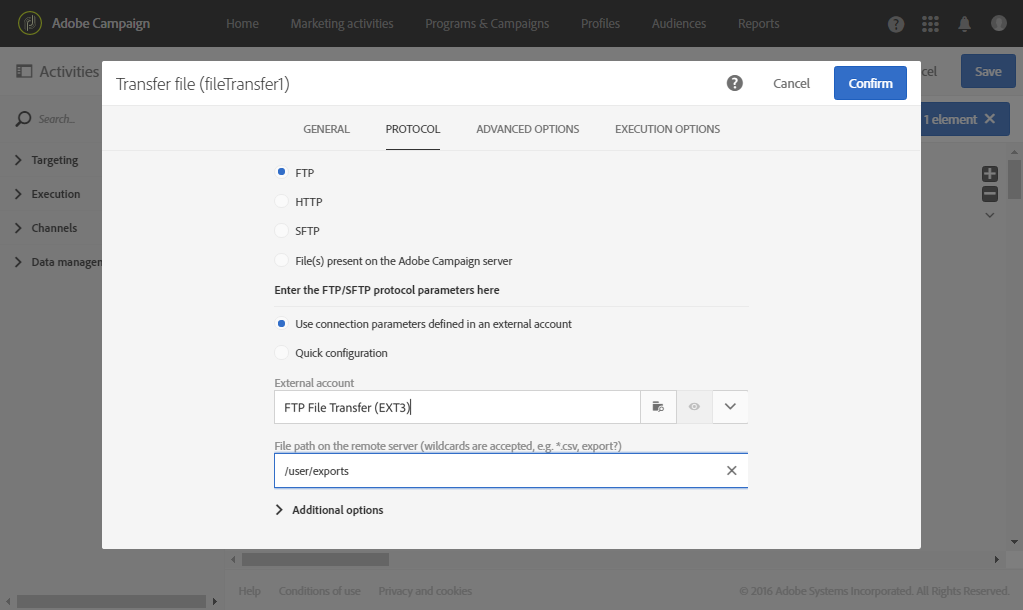 Adobe Campaign Home Marketing activities Programs & Campaigns Profiles Audiences Reports
Activities cel Save
Transfer file (fileTransfer1) Cancel Confirm
GENERAL PROTOCOL ADVANCED OPTIONS EXECUTION OPTIONS
Search... 1 element
Targeting
Execution
Channels
Data managem
FTP
HTTP
SFTP
File(s) present on the Adobe Campaign server
Enter the FTP/SFTP protocol parameters here
Use connection parameters defined in an external account
Quick configuration
External account
FTP File Transfer (EXT3)
File path on the remote server (wildcards are accepted, e.g. *.csv, export?)
/user/exports
Additional options
Help Conditions of use Privacy and cookies © 2016 Adobe Systems Incorporated. All Rights Reserved.